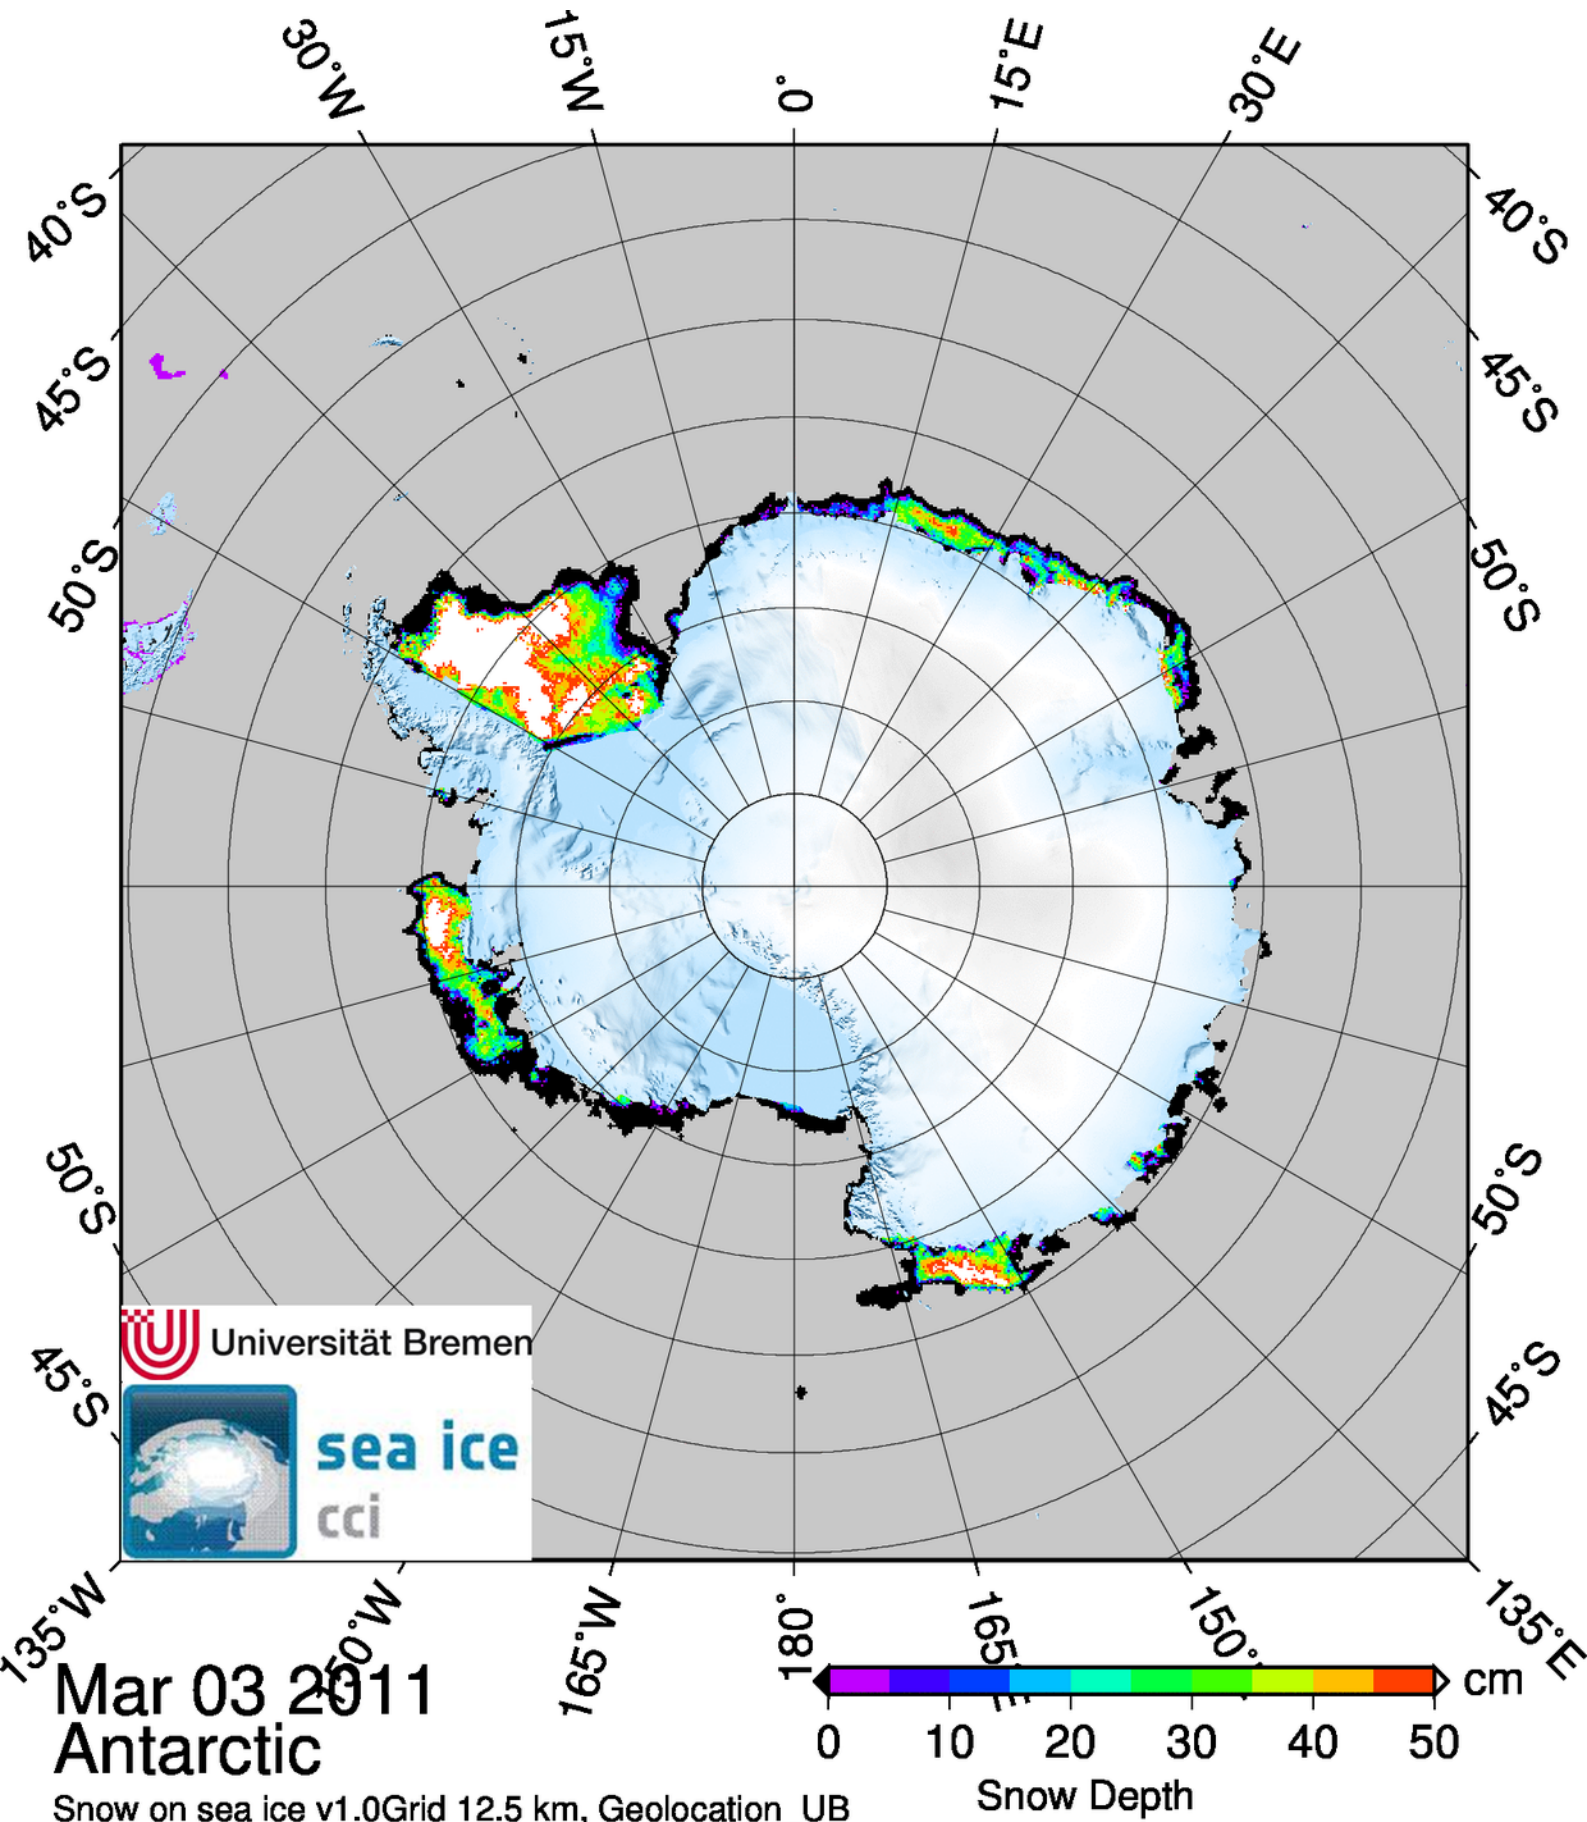 30°W 15°W 0° 15°E 30°E
40°S 40°S
45°S 45°S
50°S 50°S
50°S 50°S
45°S 45°S
Universität Bremen
sea ice
cci
135°W 165°W 180° 150° 135°E
Mar 03 2011
Antarctic
Snow on sea ice v1.0Grid 12.5 km, Geolocation UB
cm
0 10 20 30 40 50
Snow Depth